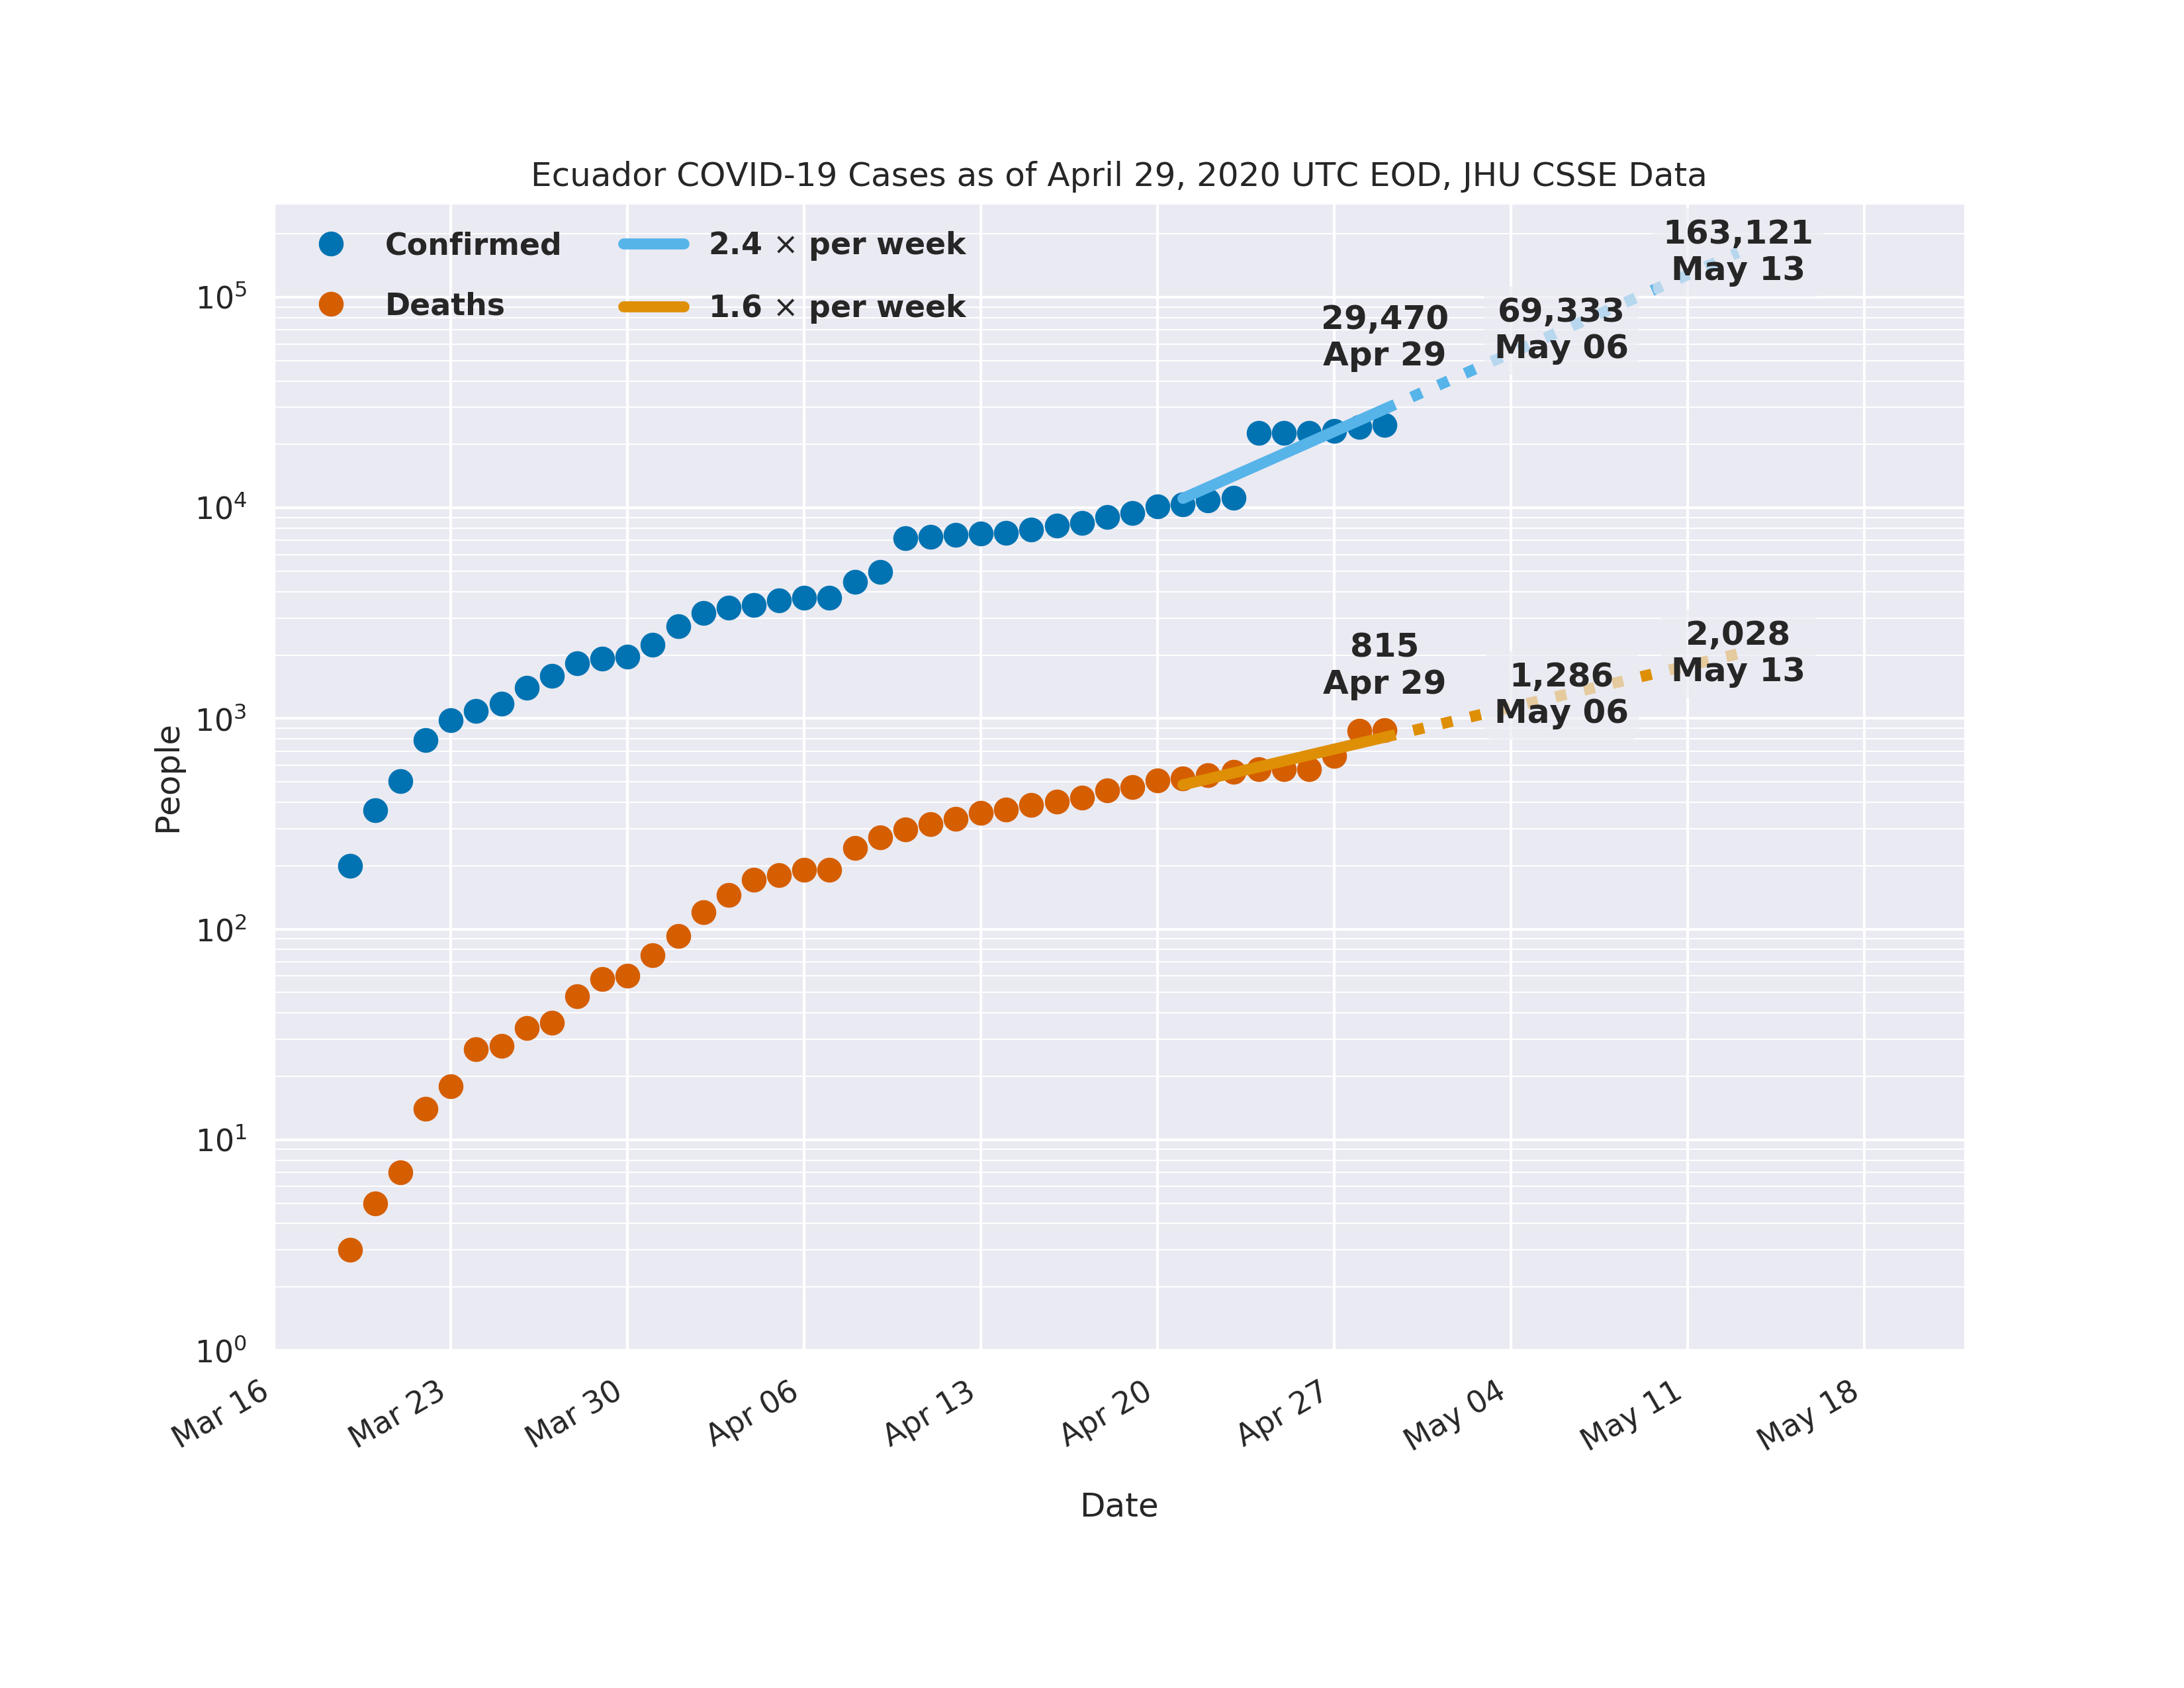 Ecuador COVID-19 Cases as of April 29, 2020 UTC EOD, JHU CSSE Data
Confirmed
Deaths
2.4 × per week
1.6 × per week
163,121
May 13
69,333
May 06
29,470
Apr 29
2,028
May 13
1,286
May 06
815
Apr 29
People
10⁵
10⁴
10³
10²
10¹
10⁰
Mar 16
Mar 23
Mar 30
Apr 06
Apr 13
Apr 20
Apr 27
May 04
May 11
May 18
Date